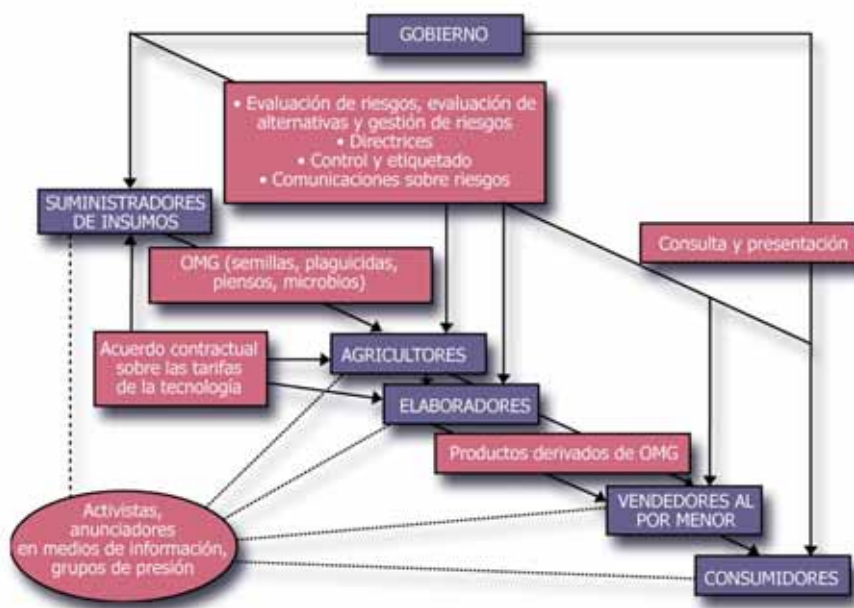 GOBIERNO
• Evaluación de riesgos, evaluación de
alternativas y gestión de riesgos
• Directrices
• Control y etiquetado
• Comunicaciones sobre riesgos
SUMINISTRADORES
DE INSUMOS
Consulta y presentación
OMG (semillas, plaguicidas,
piensos, microbios)
Acuerdo contractual
sobre las tarifas
de la tecnología
AGRICULTORES
ELABORADORES
Productos derivados de OMG
Activistas,
anunciadores
en medios de información,
grupos de presión
VENDEDORES AL
POR MENOR
CONSUMIDORES